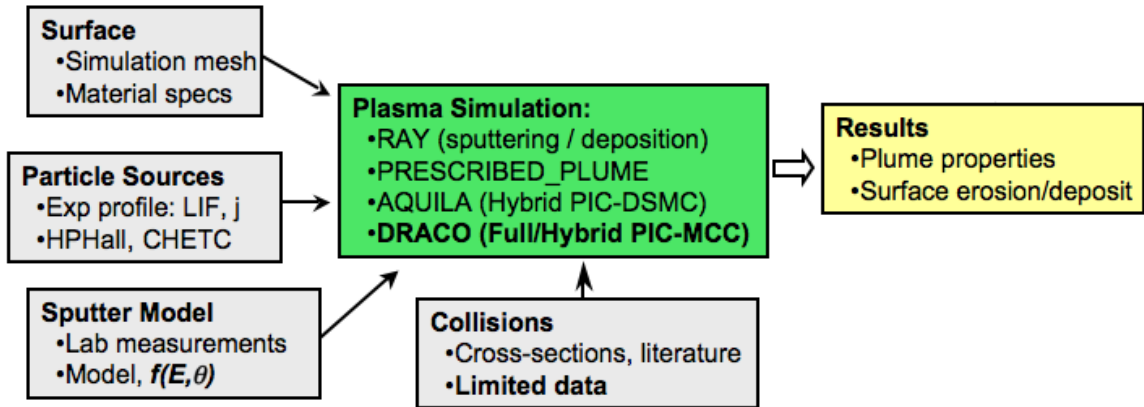 Surface
•Simulation mesh
•Material specs
Particle Sources
•Exp profile: LIF, j
•HPHall, CHETC
Sputter Model
•Lab measurements
•Model, f(E,θ)
Plasma Simulation:
•RAY (sputtering / deposition)
•PRESCRIBED_PLUME
•AQUILA (Hybrid PIC-DSMC)
•DRACO (Full/Hybrid PIC-MCC)
Collisions
•Cross-sections, literature
•Limited data
Results
•Plume properties
•Surface erosion/deposit